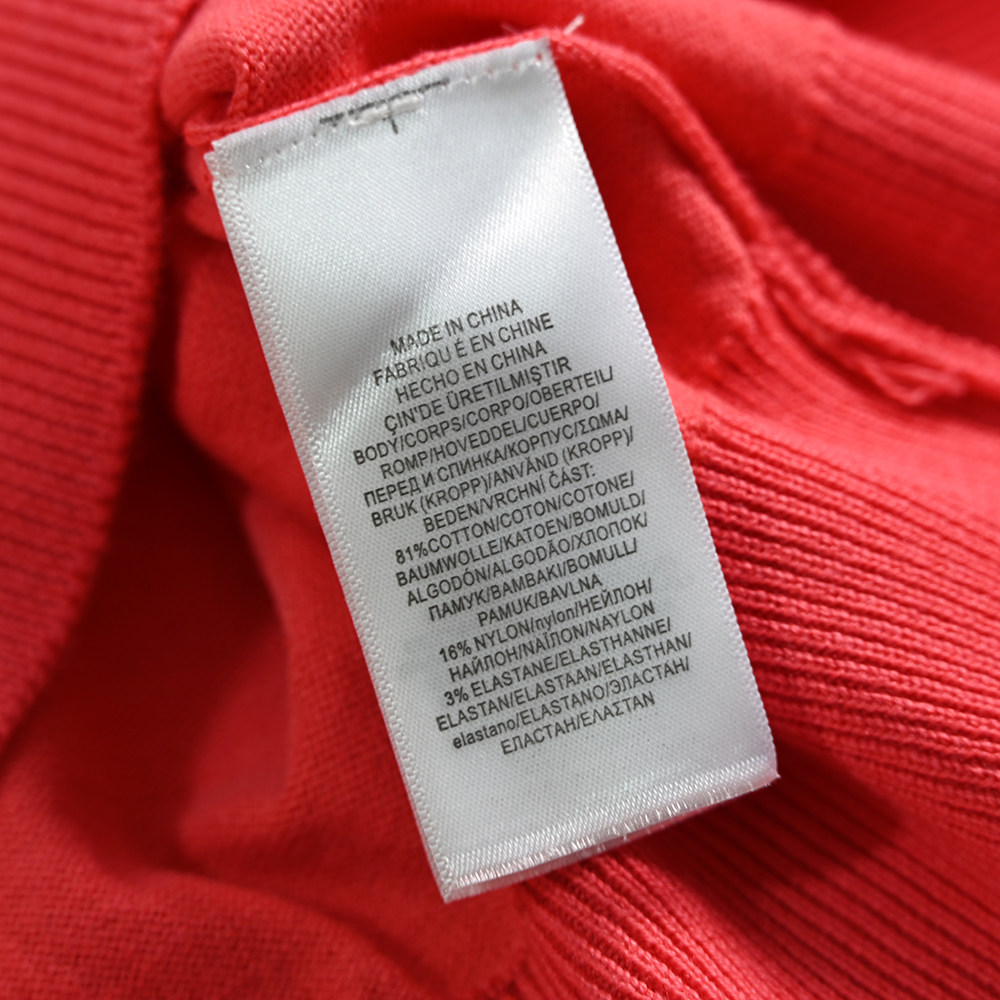 MADE IN CHINA
FABRIQU É EN CHINE
HECHO EN CHINA
ÇIN'DE ÜRETILMIŞTIR
BODY/CORPS/CORPO/OBERTEIL/
ROMP/HOVEDDEL/CUERPO/
ПЕРЕД И СПИНКА/КОРПУС/ΣΩΜΑ/
BRUK (KROPP)/ANVÄND (KROPP)/
BEDEN/VRCHNÍ ČÁST:
81%COTTON/COTON/COTONE/
BAUMWOLLE/KATOEN/BOMULD/
ALGODÓN/ALGODÃO/ХЛОПОК/
ПАМУК/BAMBAKI/BOMULL/
PAMUK/BAVLNA
16% NYLON/nylon/НЕЙЛОН/
НАЙЛОН/ΝΑΪΛΟΝ/NAYLON
3% ELASTANE/ELASTHANNE/
ELASTAN/ELASTAAN/ELASTHAN/
elastano/ELASTANO/ЭЛАСТАН/
ЕЛАСТАН/ΕΛΑΣΤΑΝ